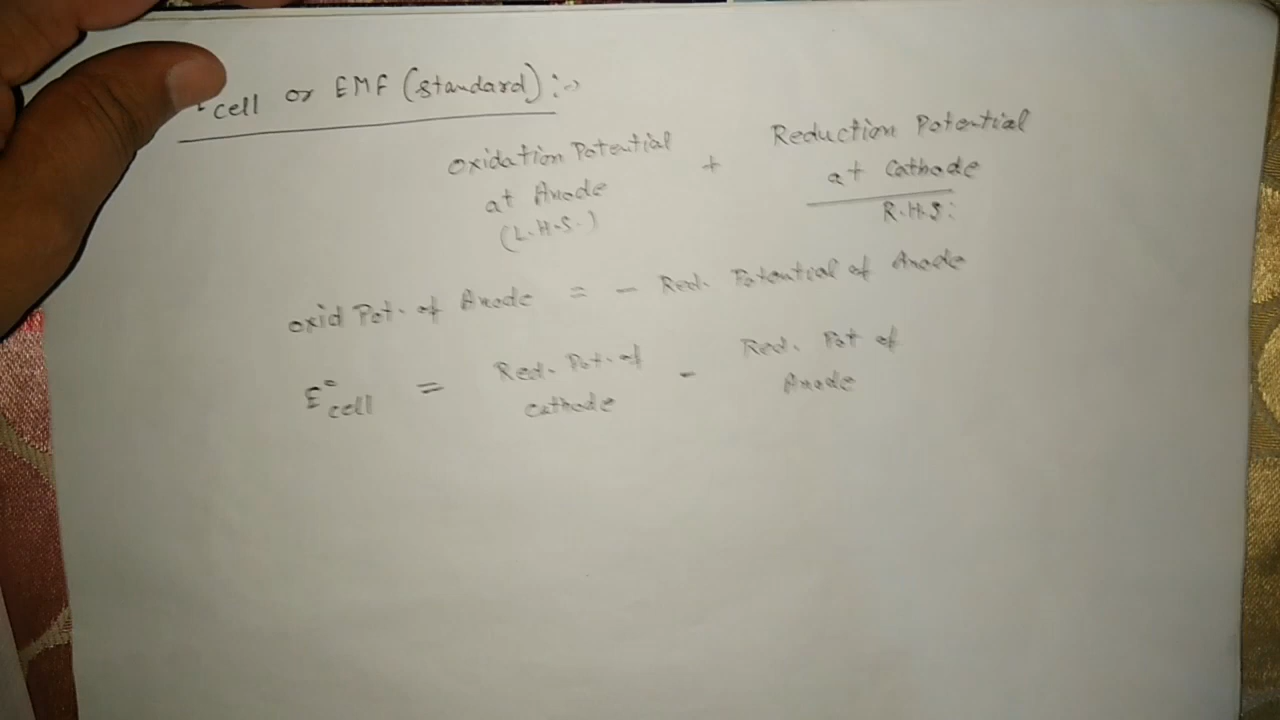 cell or EMF (standard) :->
Oxidation Potential + Reduction Potential
at Anode at Cathode
(L.H.S.) R.H.S:
oxid Pot. of Anode = - Red. Potential of Anode
E°cell = Red. Pot. of - Red. Pot of
cathode Anode